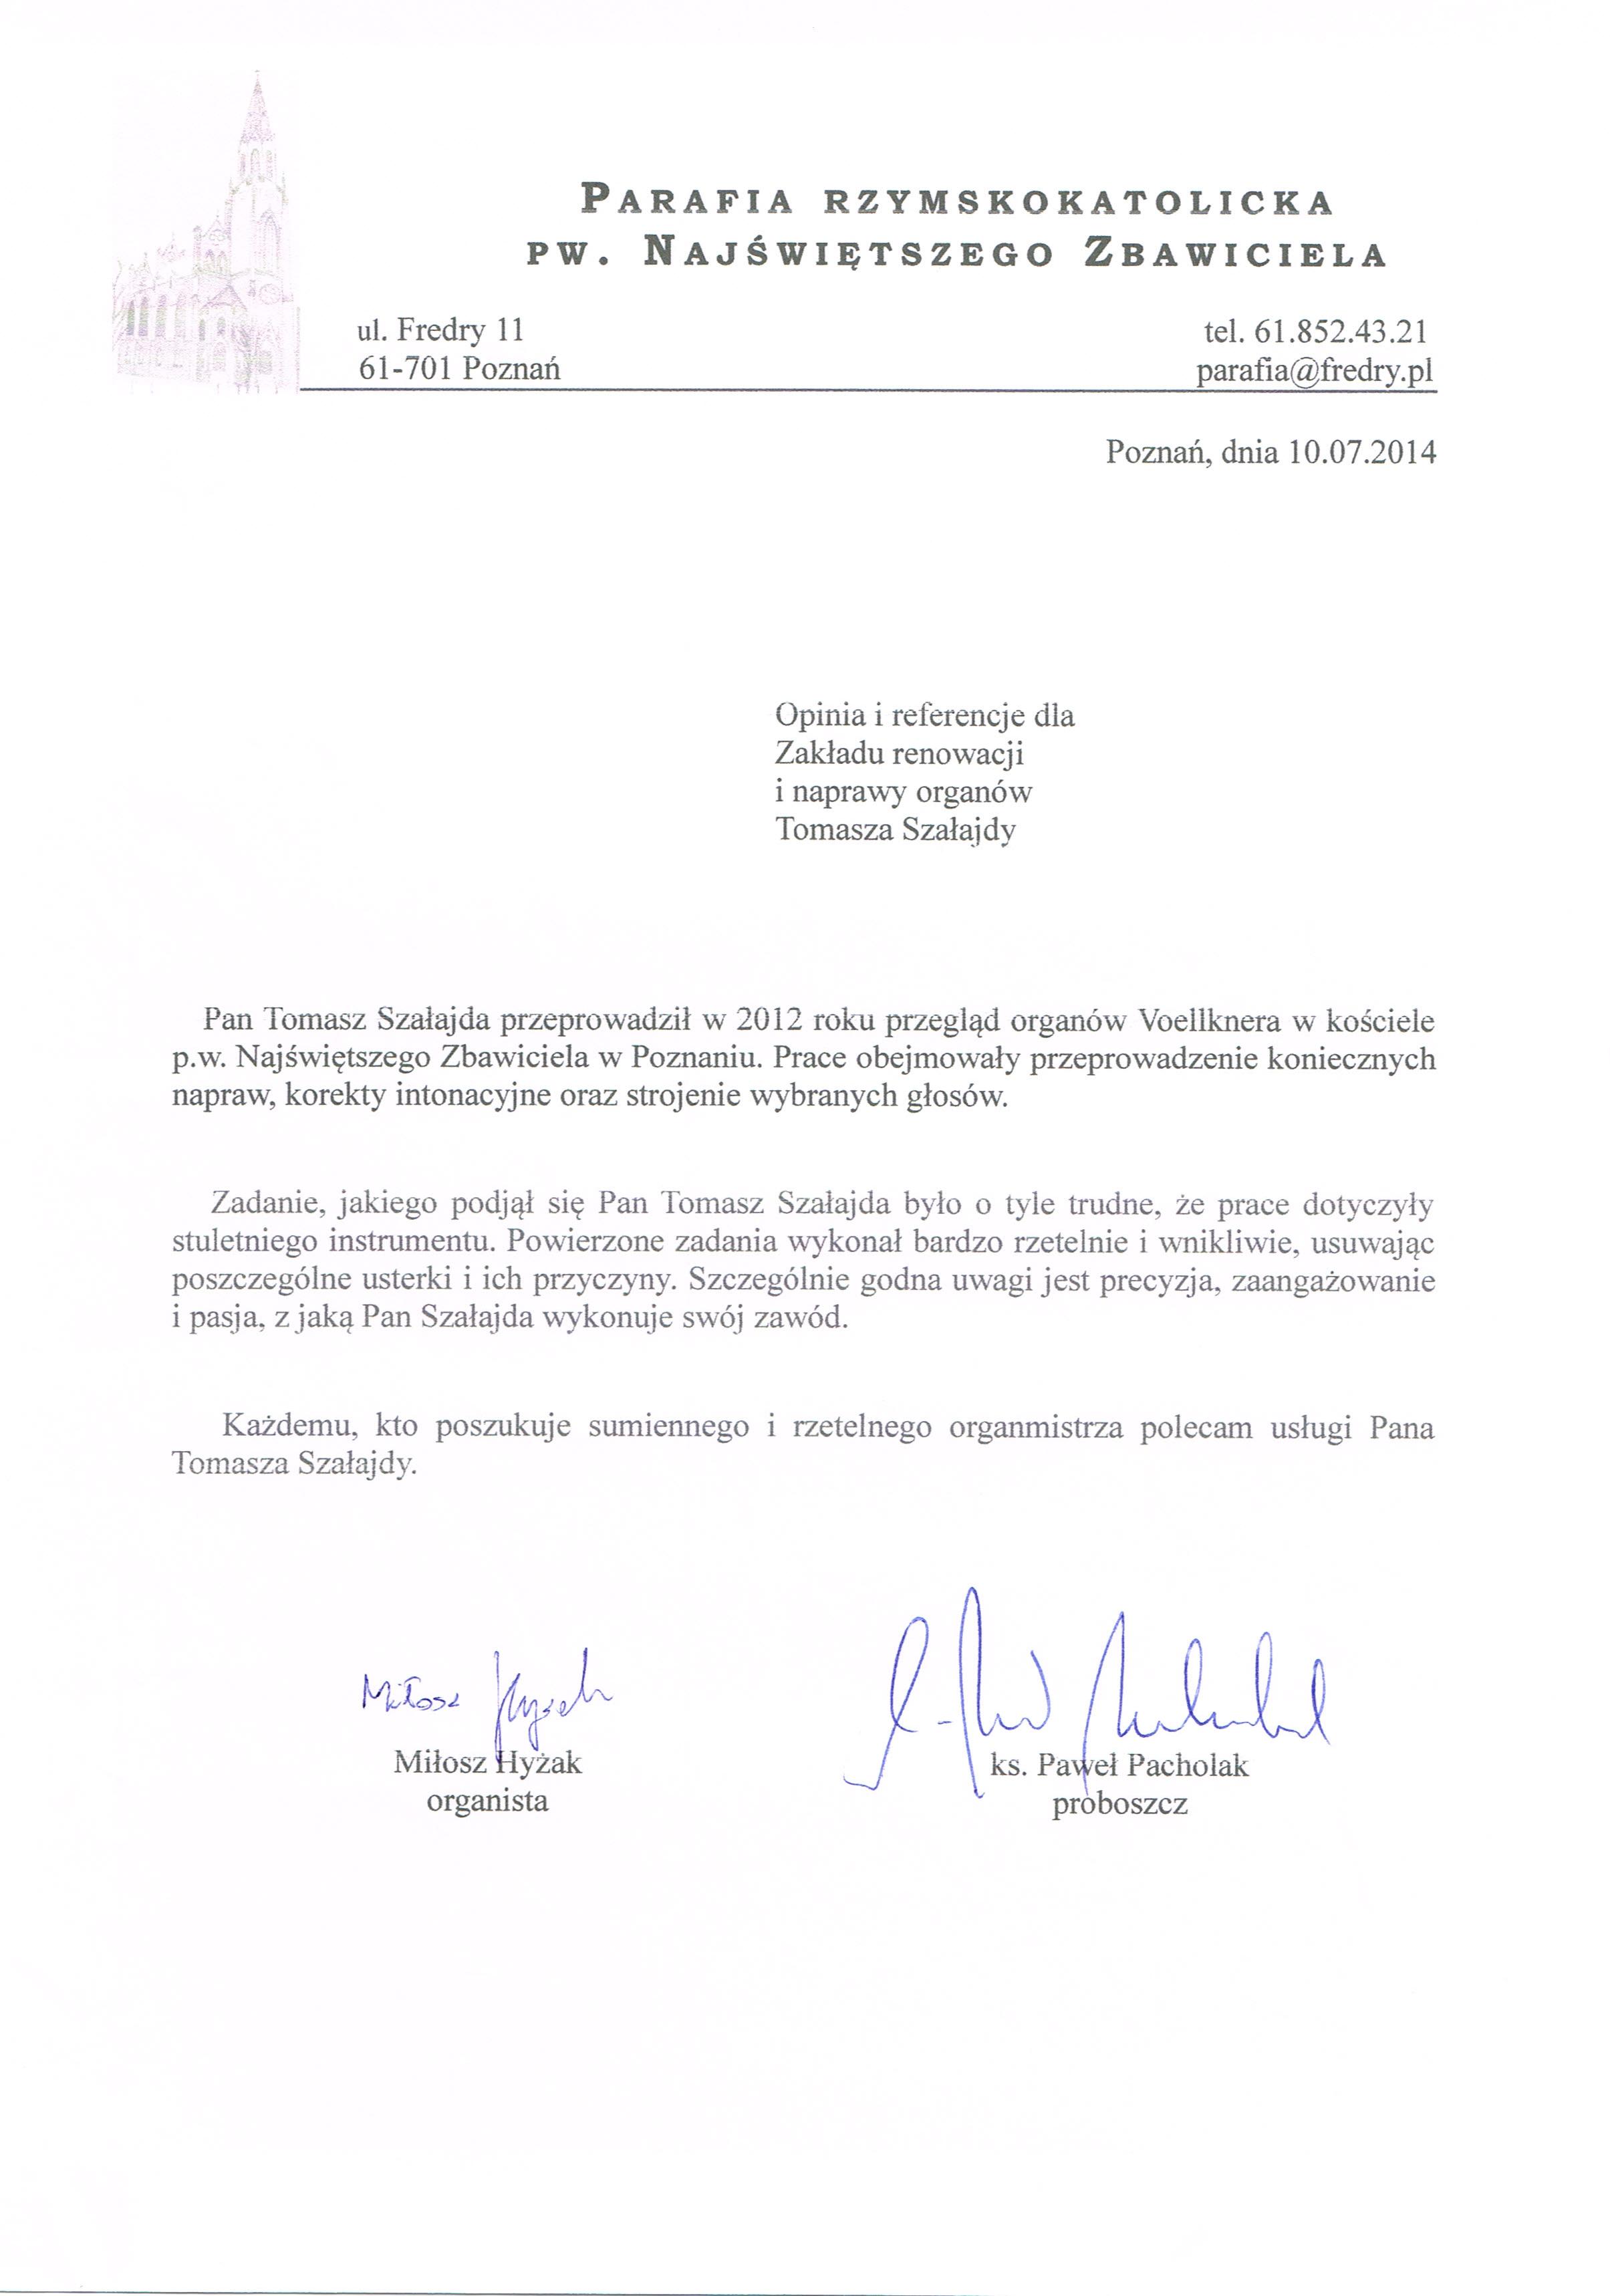 PARAFIA RZYMSKOKATOLICKA
PW. NAJŚWIĘTSZEGO ZBAWICIELA
ul. Fredry 11
61-701 Poznań
tel. 61.852.43.21
parafia@fredry.pl
Poznań, dnia 10.07.2014
Opinia i referencje dla
Zakładu renowacji
i naprawy organów
Tomasza Szałajdy
Pan Tomasz Szałajda przeprowadził w 2012 roku przegląd organów Voellknera w kościele
p.w. Najświętszego Zbawiciela w Poznaniu. Prace obejmowały przeprowadzenie koniecznych
napraw, korekty intonacyjne oraz strojenie wybranych głosów.
Zadanie, jakiego podjął się Pan Tomasz Szałajda było o tyle trudne, że prace dotyczyły
stuletniego instrumentu. Powierzone zadania wykonał bardzo rzetelnie i wnikliwie, usuwając
poszczególne usterki i ich przyczyny. Szczególnie godna uwagi jest precyzja, zaangażowanie
i pasja, z jaką Pan Szałajda wykonuje swój zawód.
Każdemu, kto poszukuje sumiennego i rzetelnego organmistrza polecam usługi Pana
Tomasza Szałajdy.
Miłosz Hyżak
Miłosz Hyżak
organista
ks. Paweł Pacholak
proboszcz